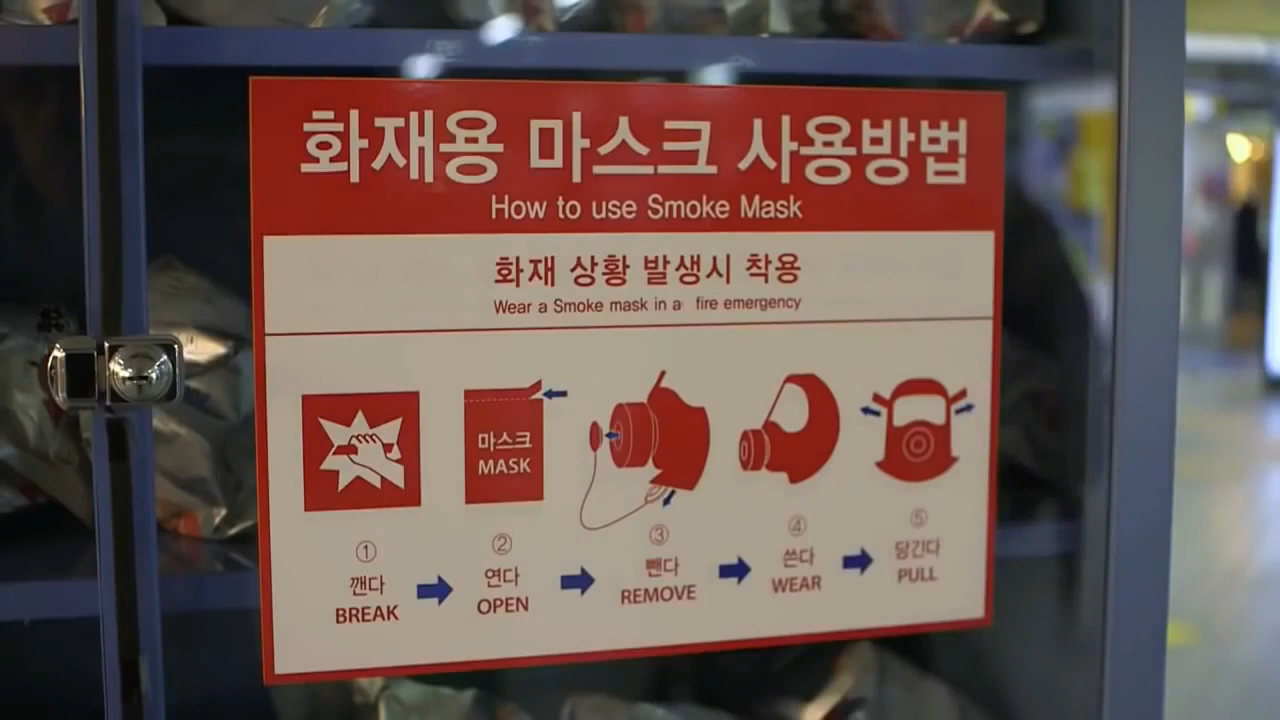 화재용 마스크 사용방법
How to use Smoke Mask
화재 상황 발생시 착용
Wear a Smoke mask in a fire emergency
마스크
MASK
① ② ③ ④ ⑤
깬다 연다 뺀다 쓴다 당긴다
BREAK OPEN REMOVE WEAR PULL